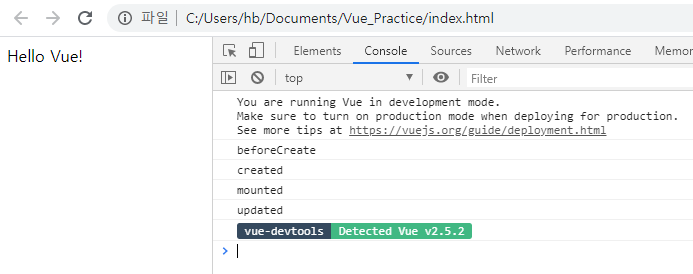 파일 C:/Users/hb/Documents/Vue_Practice/index.html
Hello Vue!
Elements Console Sources Network Performance Memor
top Filter
You are running Vue in development mode.
Make sure to turn on production mode when deploying for production.
See more tips at https://vuejs.org/guide/deployment.html
beforeCreate
created
mounted
updated
vue-devtools Detected Vue v2.5.2